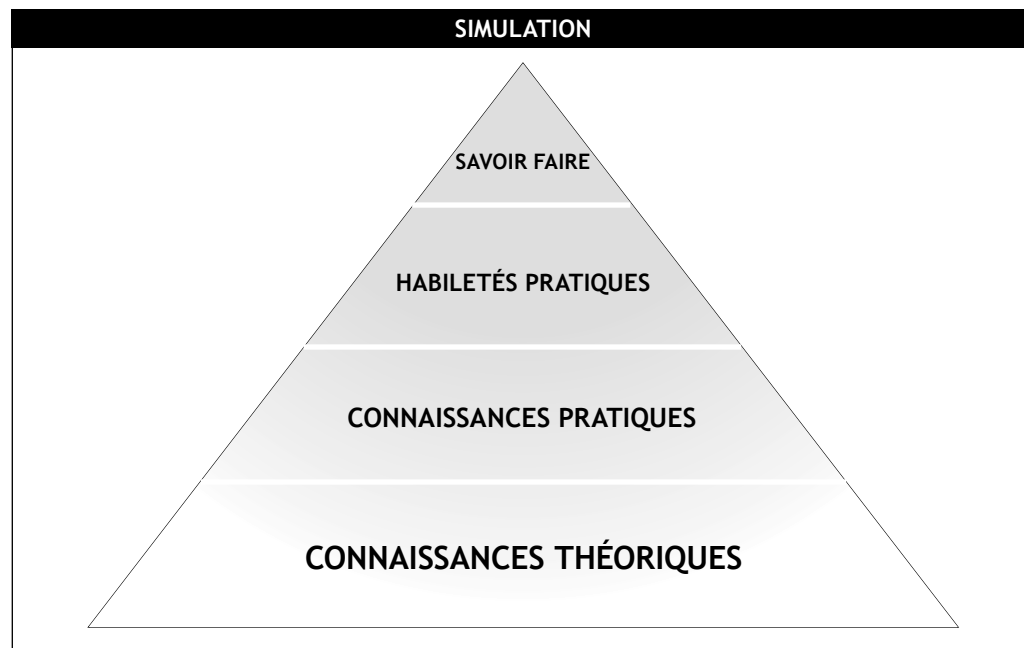 SIMULATION
SAVOIR FAIRE
HABILETÉS PRATIQUES
CONNAISSANCES PRATIQUES
CONNAISSANCES THÉORIQUES